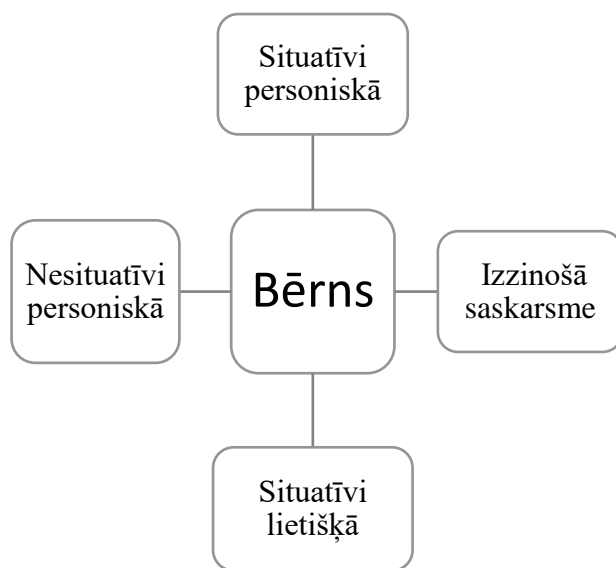 Situatīvi
personiskā
Nesituatīvi
personiskā
Bērns
Izzinošā
saskarsme
Situatīvi
lietišķā